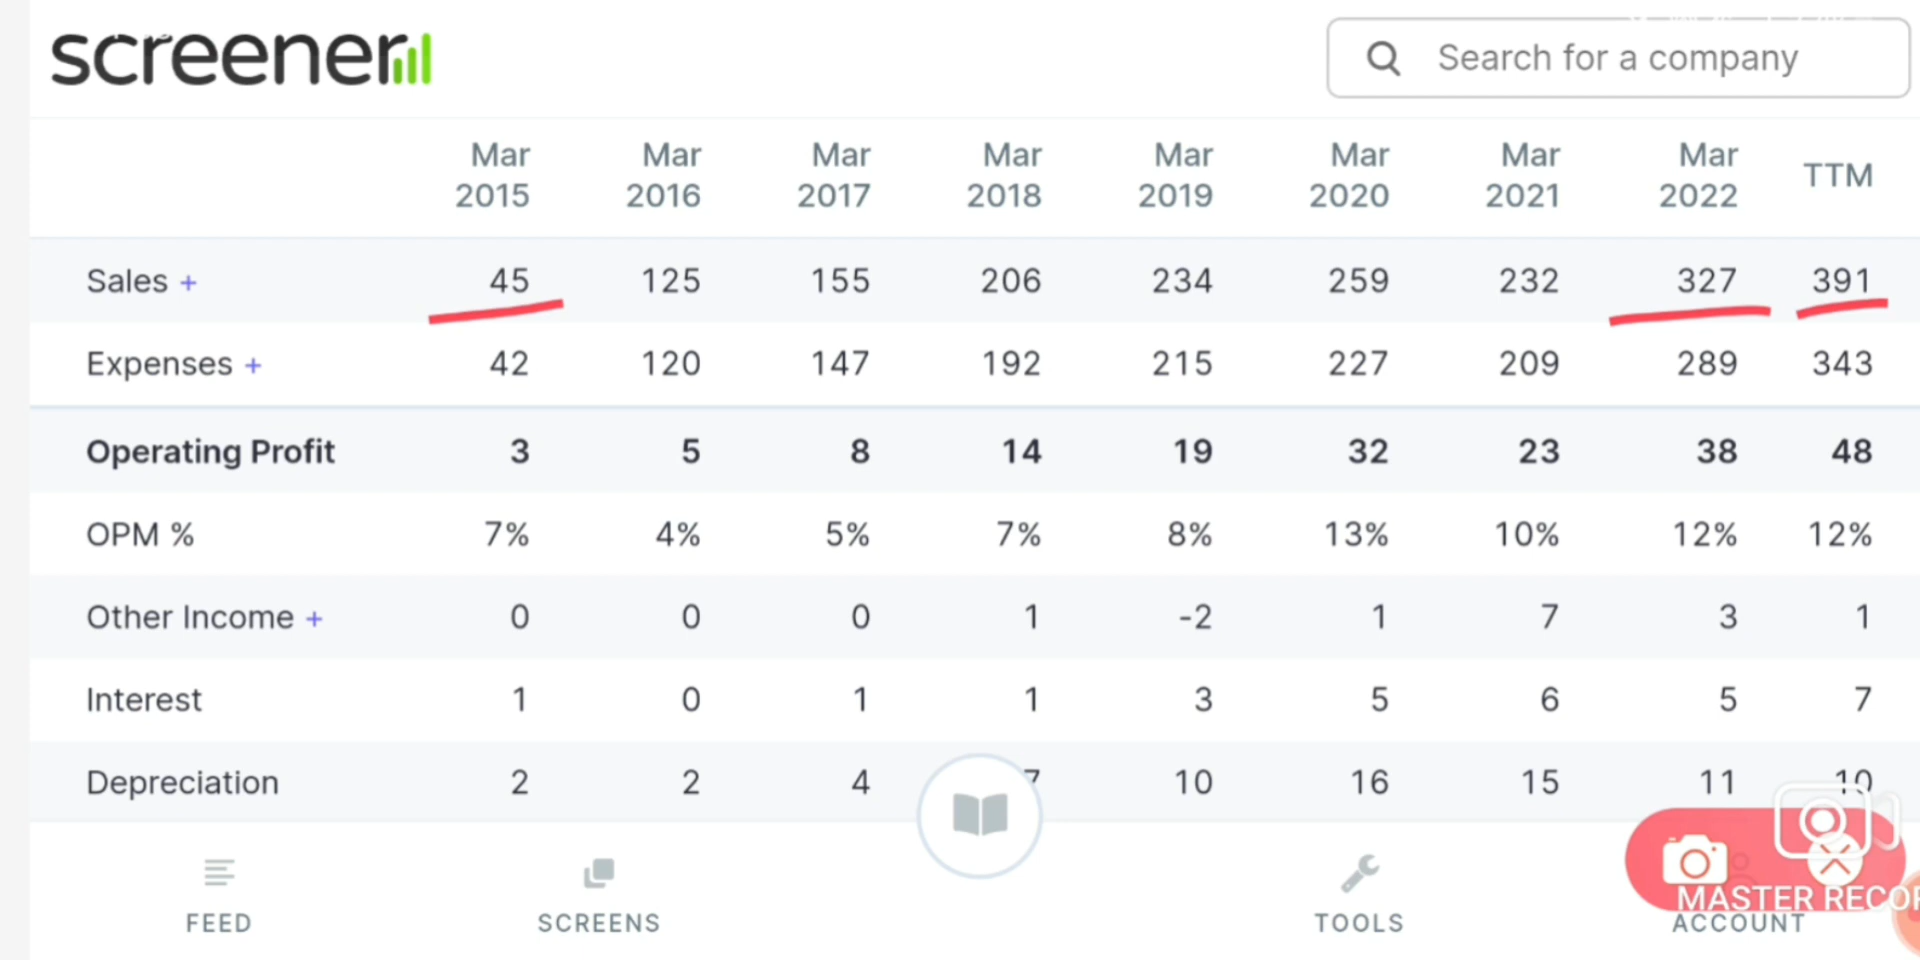 screener
Search for a company
Mar 2015 Mar 2016 Mar 2017 Mar 2018 Mar 2019 Mar 2020 Mar 2021 Mar 2022 TTM
Sales + 45 125 155 206 234 259 232 327 391
Expenses + 42 120 147 192 215 227 209 289 343
Operating Profit 3 5 8 14 19 32 23 38 48
OPM % 7% 4% 5% 7% 8% 13% 10% 12% 12%
Other Income + 0 0 0 1 -2 1 7 3 1
Interest 1 0 1 1 3 5 6 5 7
Depreciation 2 2 4 7 10 16 15 11 10
MASTER RECOR
FEED SCREENS TOOLS ACCOUNT